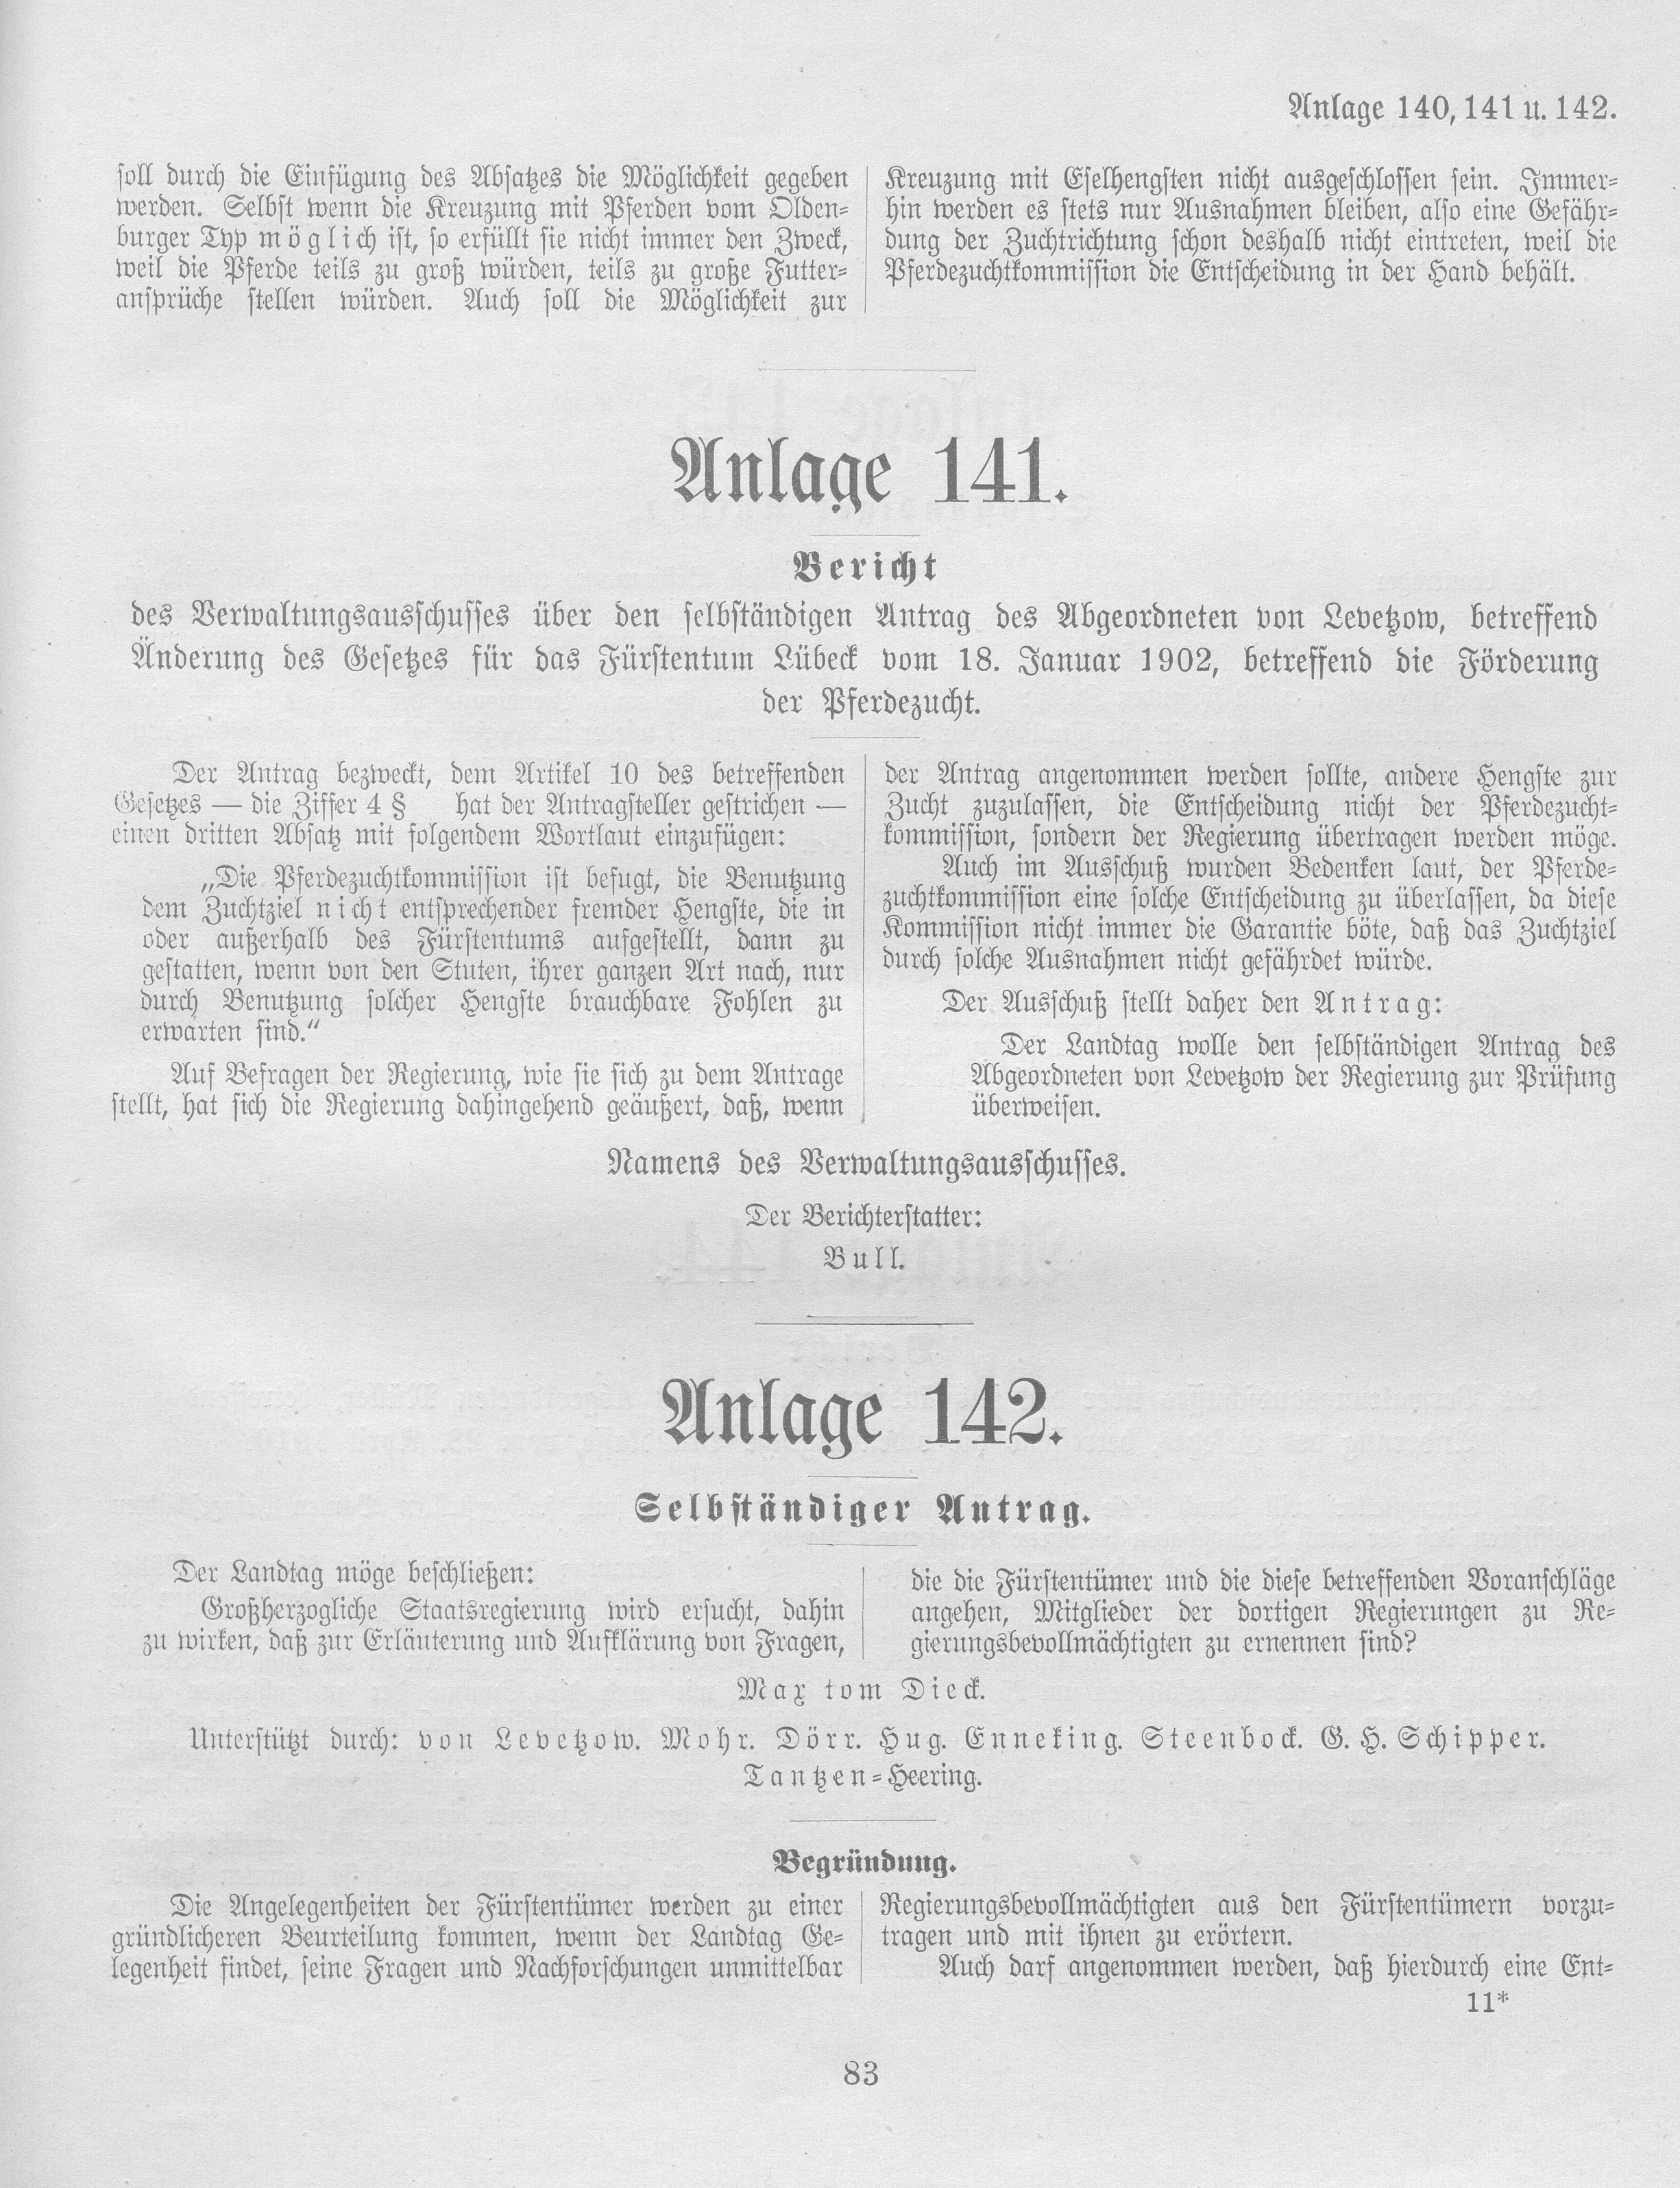 Anlage 140, 141 u. 142.
soll durch die Einfügung des Absatzes die Möglichkeit gegeben
werden. Selbst wenn die Kreuzung mit Pferden vom Olden-
burger Typ möglich ist, so erfüllt sie nicht immer den Zweck,
weil die Pferde teils zu groß würden, teils zu große Futter-
ansprüche stellen würden. Auch soll die Möglichkeit zur
Kreuzung mit Eselhengsten nicht ausgeschlossen sein. Immer-
hin werden es stets nur Ausnahmen bleiben, also eine Gefähr-
dung der Zuchtrichtung schon deshalb nicht eintreten, weil die
Pferdezuchtkommission die Entscheidung in der Hand behält.
Anlage 141.
Bericht
des Verwaltungsausschusses über den selbständigen Antrag des Abgeordneten von Levetzow, betreffend
Änderung des Gesetzes für das Fürstentum Lübeck vom 18. Januar 1902, betreffend die Förderung
der Pferdezucht.
Der Antrag bezweckt, dem Artikel 10 des betreffenden
Gesetzes — die Ziffer 4 § hat der Antragsteller gestrichen —
einen dritten Absatz mit folgendem Wortlaut einzufügen:
„Die Pferdezuchtkommission ist befugt, die Benutzung
dem Zuchtziel nicht entsprechender fremder Hengste, die in
oder außerhalb des Fürstentums aufgestellt, dann zu
gestatten, wenn von den Stuten, ihrer ganzen Art nach, nur
durch Benutzung solcher Hengste brauchbare Fohlen zu
erwarten sind.“
Auf Befragen der Regierung, wie sie sich zu dem Antrage
stellt, hat sich die Regierung dahingehend geäußert, daß, wenn
der Antrag angenommen werden sollte, andere Hengste zur
Zucht zuzulassen, die Entscheidung nicht der Pferdezucht-
kommission, sondern der Regierung übertragen werden möge.
Auch im Ausschuß wurden Bedenken laut, der Pferde-
zuchtkommission eine solche Entscheidung zu überlassen, da diese
Kommission nicht immer die Garantie böte, daß das Zuchtziel
durch solche Ausnahmen nicht gefährdet würde.
Der Ausschuß stellt daher den Antrag:
Der Landtag wolle den selbständigen Antrag des
Abgeordneten von Levetzow der Regierung zur Prüfung
überweisen.
Namens des Verwaltungsausschusses.
Der Berichterstatter:
Bull.
Anlage 142.
Selbständiger Antrag.
Der Landtag möge beschließen:
Großherzogliche Staatsregierung wird ersucht, dahin
zu wirken, daß zur Erläuterung und Aufklärung von Fragen,
die die Fürstentümer und die diese betreffenden Voranschläge
angehen, Mitglieder der dortigen Regierungen zu Re-
gierungsbevollmächtigten zu ernennen sind?
Max tom Dieck.
Unterstützt durch: von Levetzow. Mohr. Dörr. Hug. Enneking. Steenbock. G. H. Schipper.
Tantzen-Heering.
Begründung.
Die Angelegenheiten der Fürstentümer werden zu einer
gründlicheren Beurteilung kommen, wenn der Landtag Ge-
legenheit findet, seine Fragen und Nachforschungen unmittelbar
Regierungsbevollmächtigten aus den Fürstentümern vorzu-
tragen und mit ihnen zu erörtern.
Auch darf angenommen werden, daß hierdurch eine Ent-
11*
83